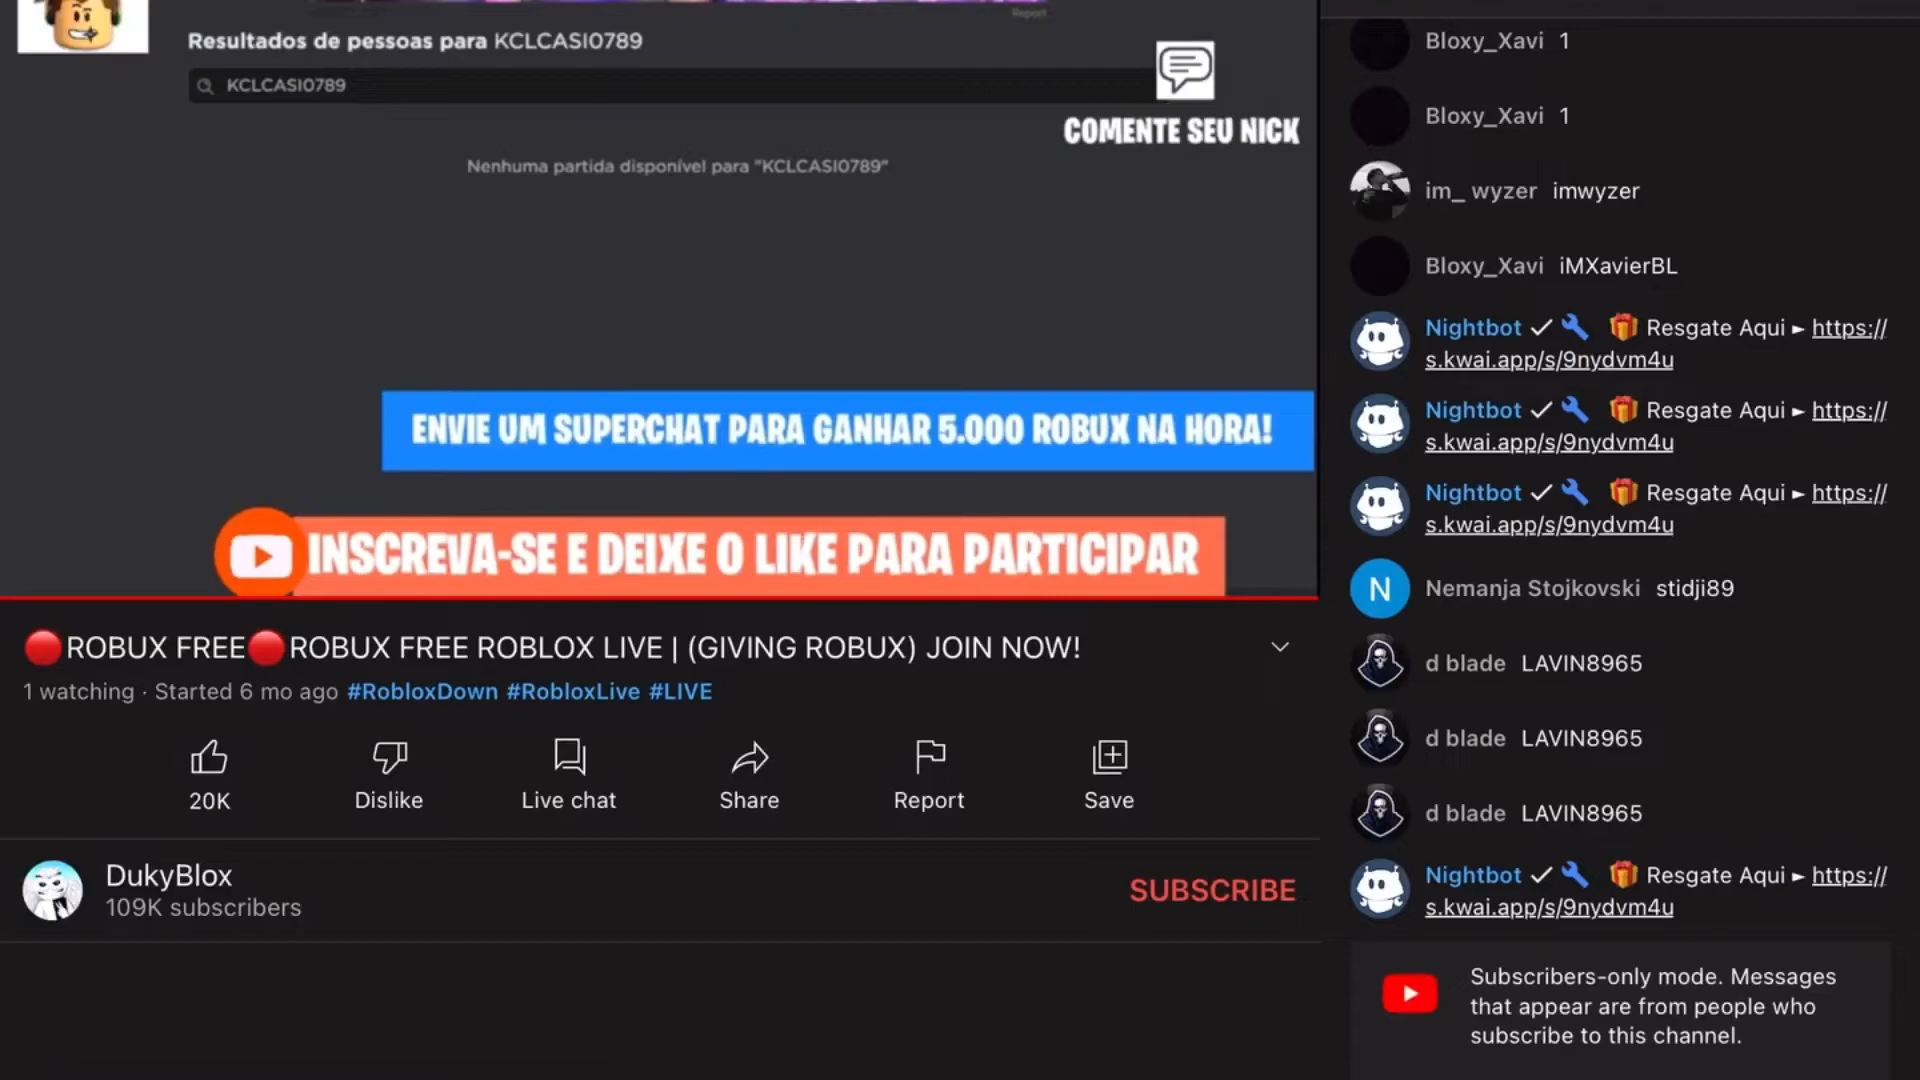 Report
Resultados de pessoas para KCLCASI0789
KCLCASI0789
COMENTE SEU NICK
Nenhuma partida disponível para "KCLCASI0789"
ENVIE UM SUPERCHAT PARA GANHAR 5.000 ROBUX NA HORA!
INSCREVA-SE E DEIXE O LIKE PARA PARTICIPAR
🔴ROBUX FREE🔴ROBUX FREE ROBLOX LIVE | (GIVING ROBUX) JOIN NOW!
1 watching · Started 6 mo ago #RobloxDown #RobloxLive #LIVE
20K
Dislike
Live chat
Share
Report
Save
DukyBlox
109K subscribers
SUBSCRIBE
Bloxy_Xavi 1
Bloxy_Xavi 1
im_ wyzer imwyzer
Bloxy_Xavi iMXavierBL
Nightbot ✓ 🔧 🎁 Resgate Aqui ► https://
s.kwai.app/s/9nydvm4u
Nightbot ✓ 🔧 🎁 Resgate Aqui ► https://
s.kwai.app/s/9nydvm4u
Nightbot ✓ 🔧 🎁 Resgate Aqui ► https://
s.kwai.app/s/9nydvm4u
N
Nemanja Stojkovski stidji89
d blade LAVIN8965
d blade LAVIN8965
d blade LAVIN8965
Nightbot ✓ 🔧 🎁 Resgate Aqui ► https://
s.kwai.app/s/9nydvm4u
Subscribers-only mode. Messages
that appear are from people who
subscribe to this channel.